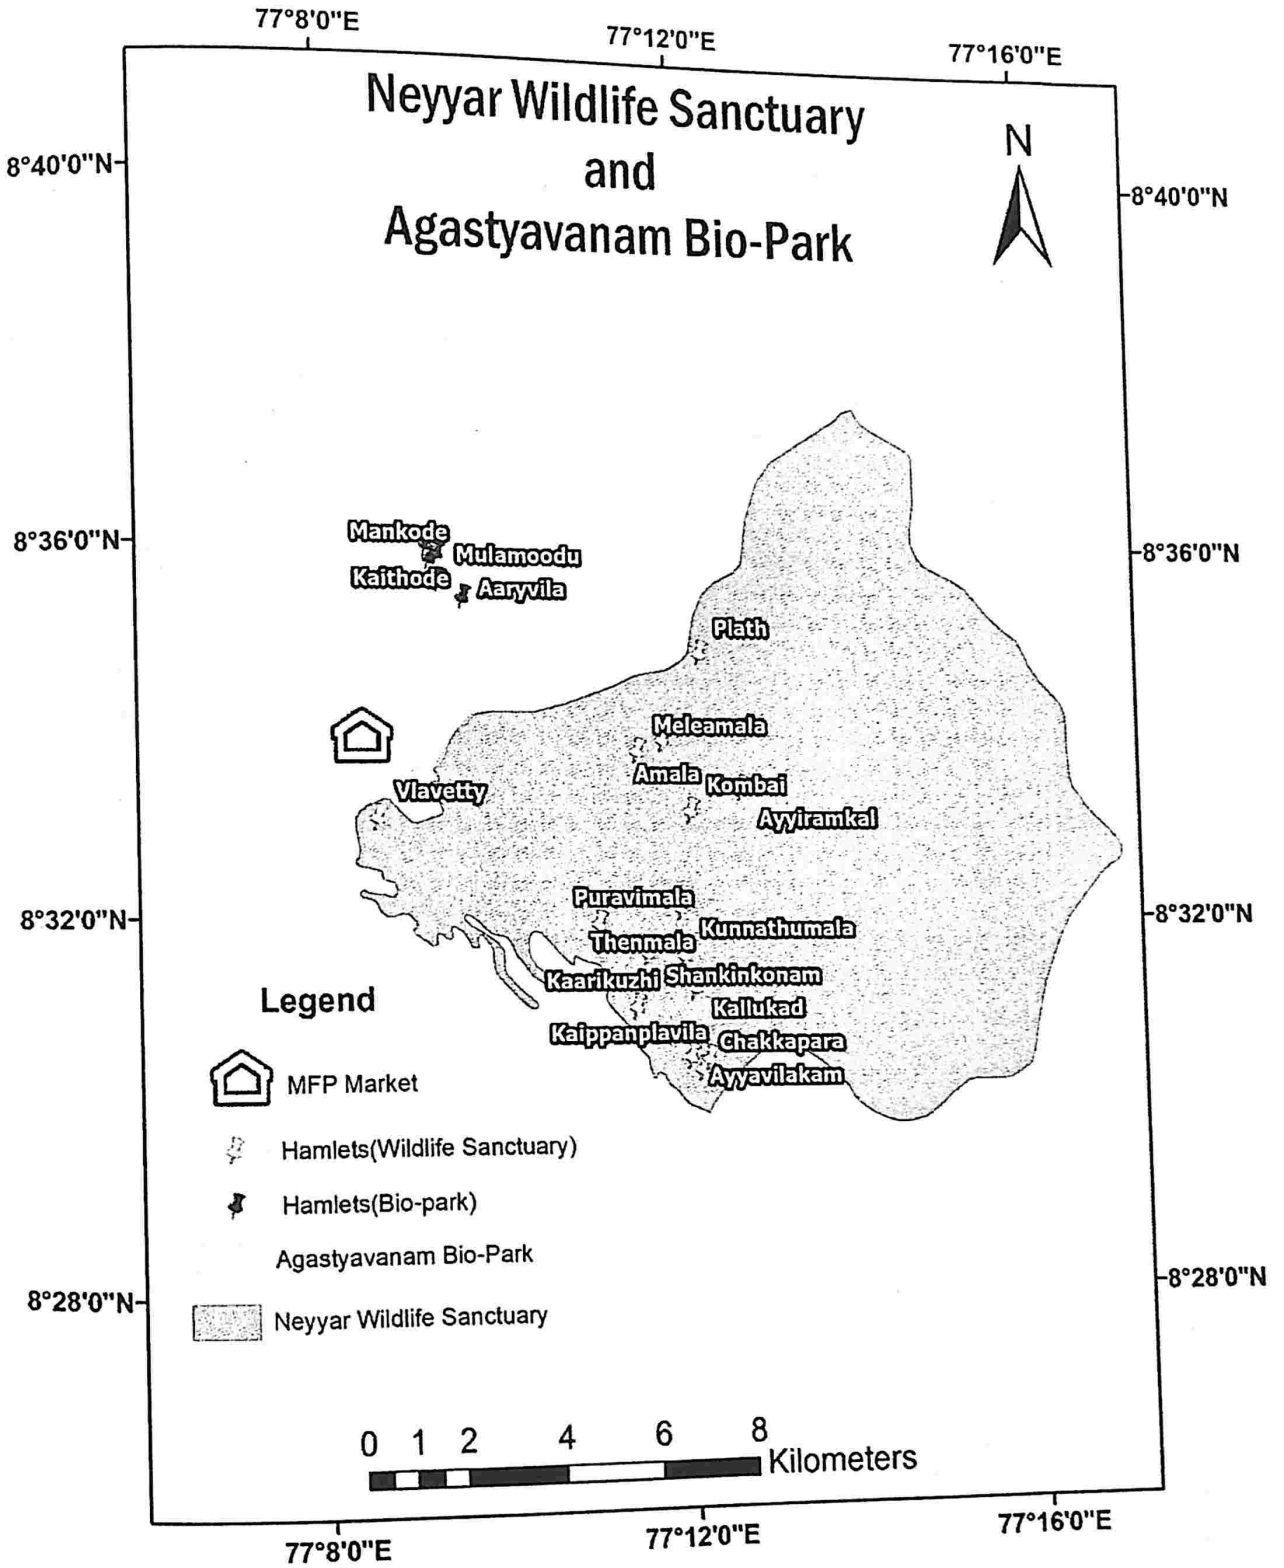 77°8'0"E
77°12'0"E
77°16'0"E
Neyyar Wildlife Sanctuary
and
Agastyavanam Bio-Park
N
8°40'0"N
8°40'0"N
8°36'0"N
8°36'0"N
Mankode
Mulamoodu
Kaithode
Aaryvila
Plath
Meleamala
Amala
Kombai
Vlavetty
Ayyiramkal
Puravimala
8°32'0"N
8°32'0"N
Kunnathumala
Thenmala
Kaarikuzhi
Shankinkonam
Kallukad
Kaippanplavila
Chakkapara
Ayyavilakam
Legend
MFP Market
Hamlets(Wildlife Sanctuary)
Hamlets(Bio-park)
Agastyavanam Bio-Park
Neyyar Wildlife Sanctuary
8°28'0"N
8°28'0"N
0 1 2 4 6 8
Kilometers
77°8'0"E
77°12'0"E
77°16'0"E